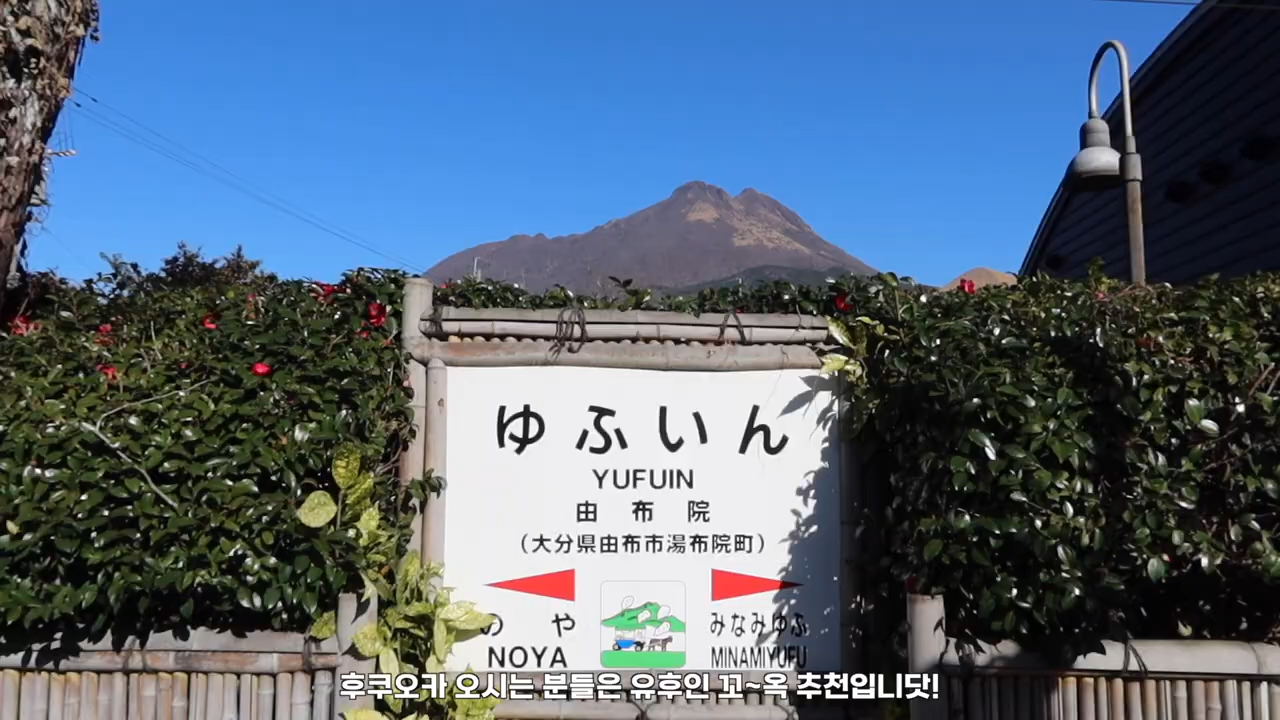 ゆふいん
YUFUIN
由布院
（大分県由布市湯布院町）
のや みなみゆふ
NOYA MINAMIYUFU
후쿠오카 오시는 분들은 유후인 꼬~옥 추천입니닷!